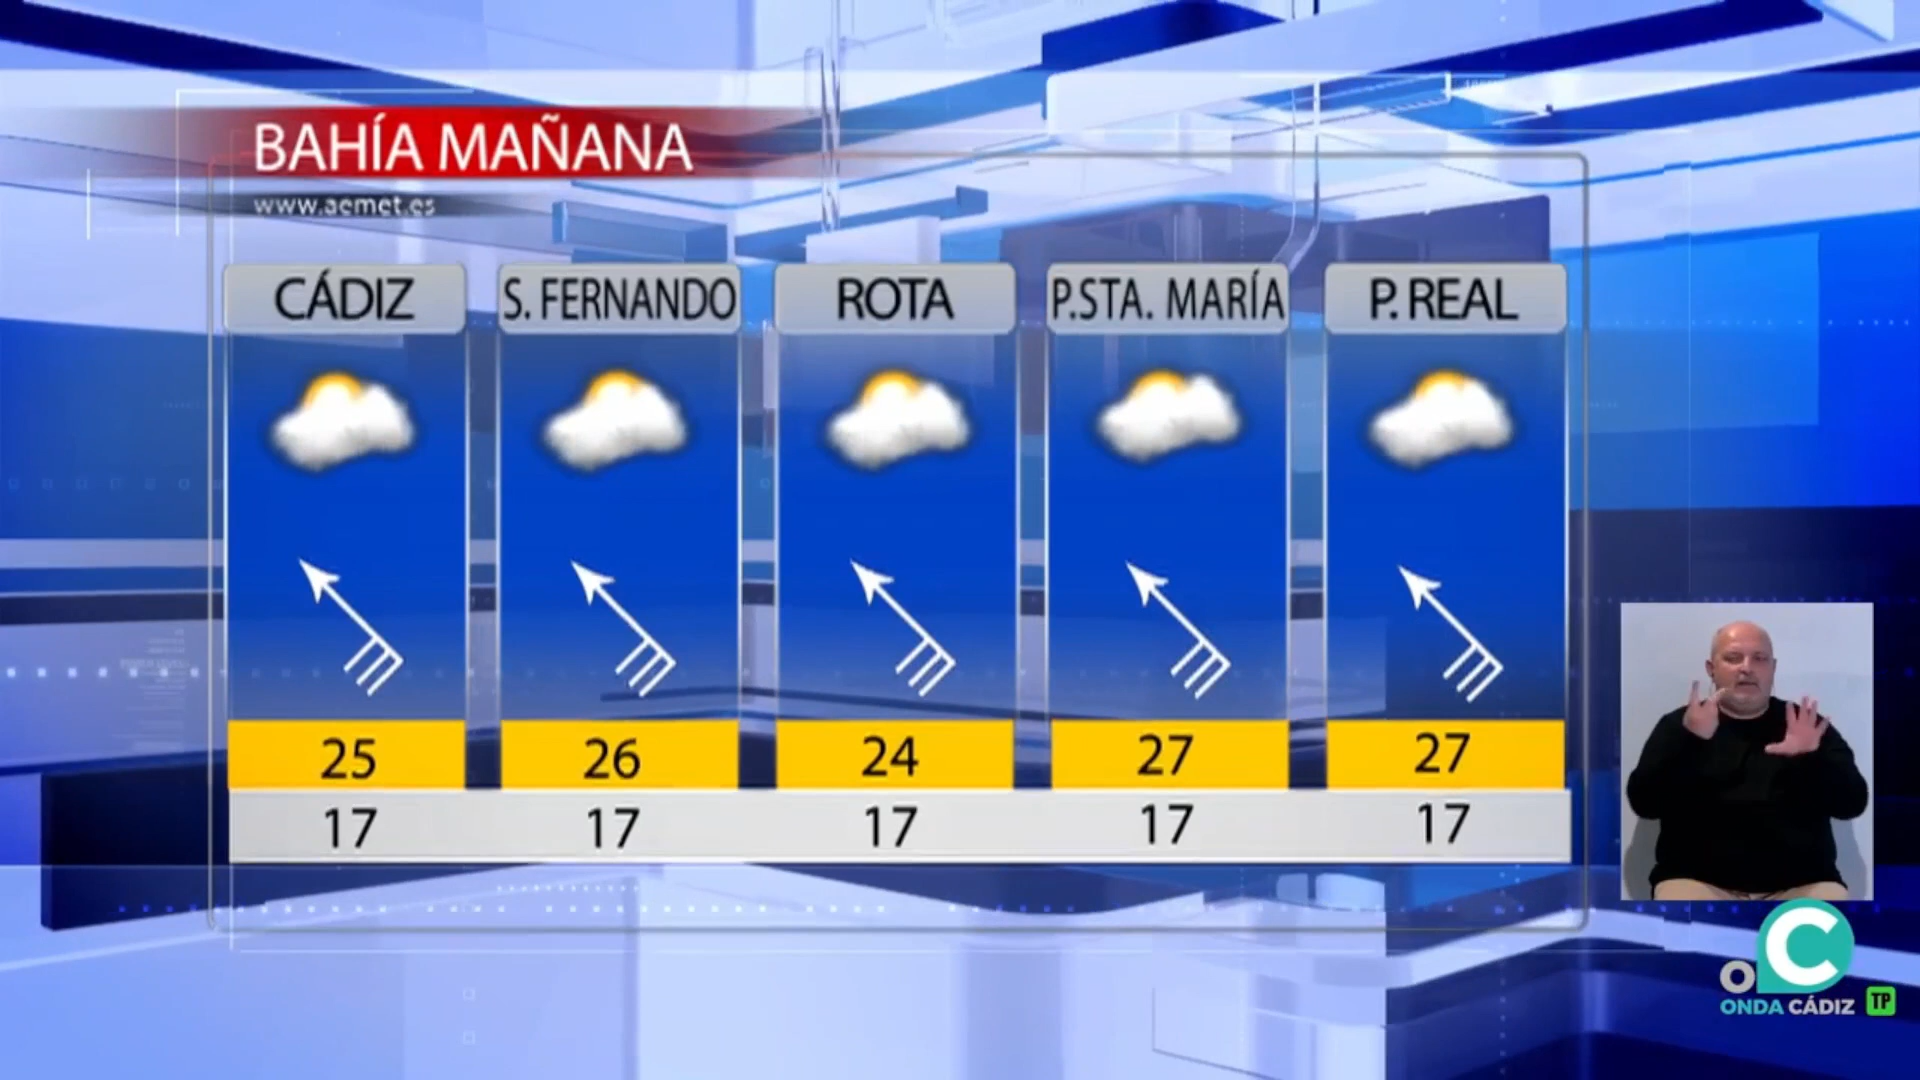 BAHÍA MAÑANA
www.aemet.es
CÁDIZ
S. FERNANDO
ROTA
P.STA. MARÍA
P. REAL
25
26
24
27
27
17
17
17
17
17
ONDA CÁDIZ
TP